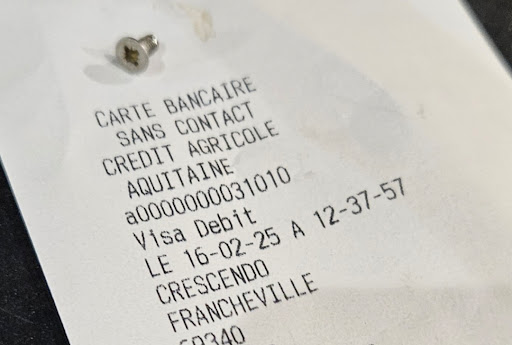 CARTE BANCAIRE
SANS CONTACT
CREDIT AGRICOLE
AQUITAINE
a0000000031010
Visa Debit
LE 16-02-25 A 12-37-57
CRESCENDO
FRANCHEVILLE
69340